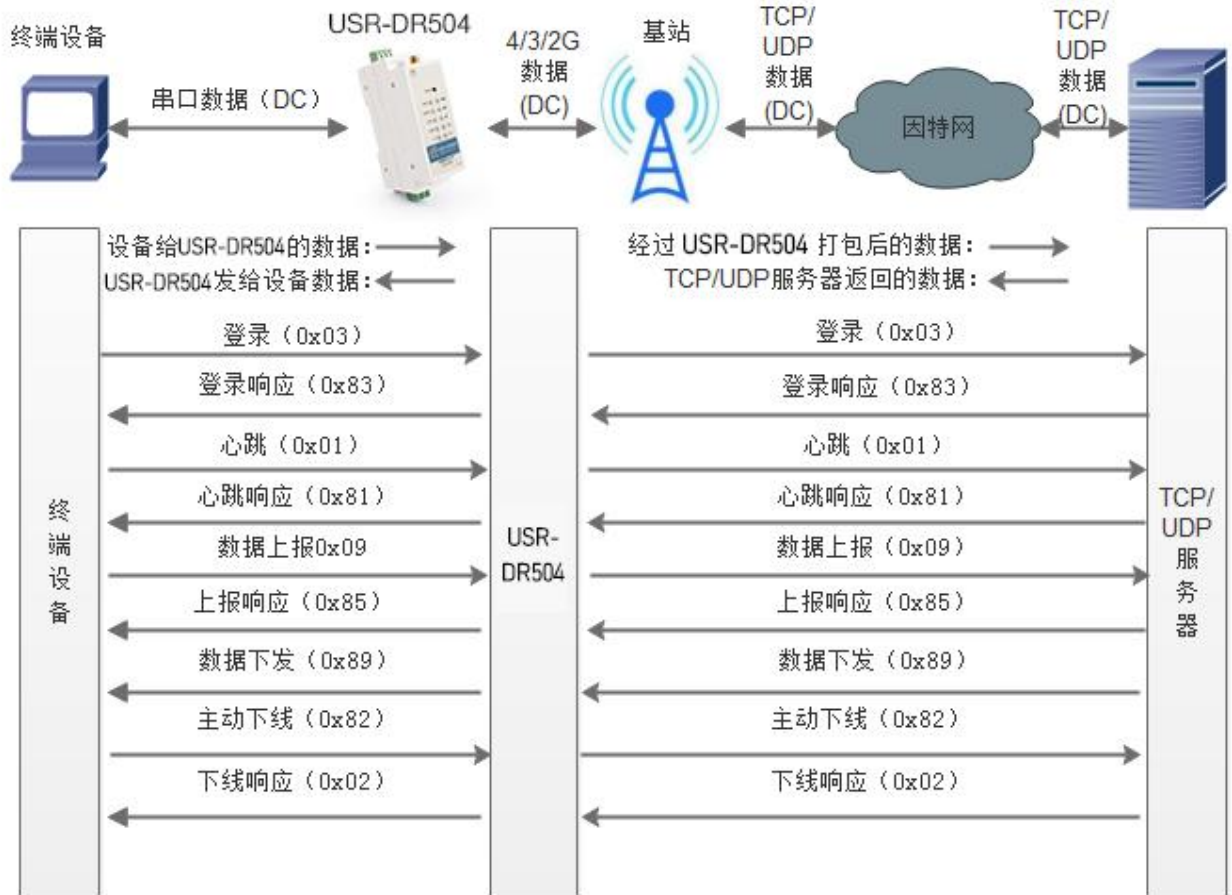 终端设备
USR-DR504
串口数据（DC）
4/3/2G
数据
(DC)
基站
TCP/
UDP
数据
(DC)
因特网
TCP/
UDP
数据
(DC)
设备给USR-DR504的数据：
USR-DR504发给设备数据：
经过 USR-DR504 打包后的数据：
TCP/UDP服务器返回的数据：
登录（0x03）
登录（0x03）
登录响应（0x83）
登录响应（0x83）
心跳（0x01）
心跳（0x01）
心跳响应（0x81）
心跳响应（0x81）
数据上报0x09
数据上报（0x09）
上报响应（0x85）
上报响应（0x85）
数据下发（0x89）
数据下发（0x89）
主动下线（0x82）
主动下线（0x82）
下线响应（0x02）
下线响应（0x02）
终
端
设
备
USR-
DR504
TCP/
UDP
服
务
器